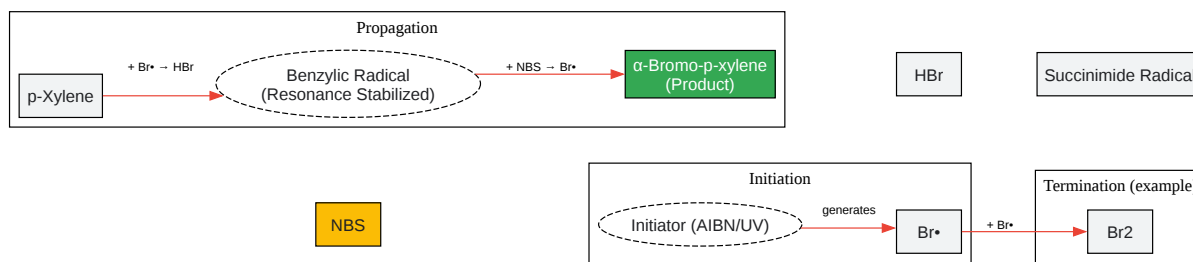 Propagation
p-Xylene
+ Br• → HBr
Benzylic Radical
(Resonance Stabilized)
+ NBS → Br•
α-Bromo-p-xylene
(Product)
HBr
Succinimide Radical
NBS
Initiation
Initiator (AIBN/UV)
generates
Br•
+ Br•
Termination (example)
Br2